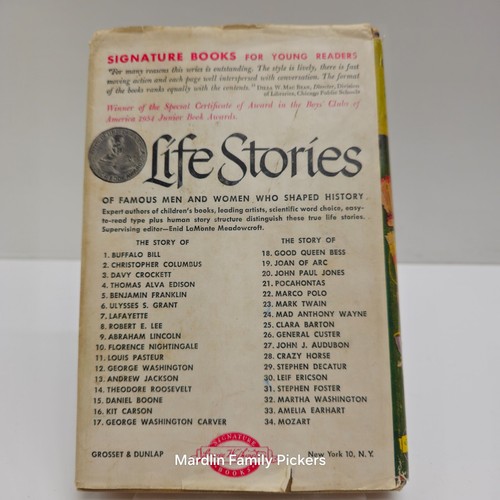 SIGNATURE BOOKS FOR YOUNG READERS
"For many reasons this series is outstanding. The style is lively, there is fast
moving action and each page well interspersed with conversation. The format
of the books ranks equally with the contents." DILLA W. MAC BEAN, Director, Division
of Libraries, Chicago Public Schools
Winner of the Special Certificate of Award in the Boys' Clubs of
America 1954 Junior Book Awards.
Life Stories
OF FAMOUS MEN AND WOMEN WHO SHAPED HISTORY.
Expert authors of children's books, leading artists, scientific word choice, easy-
to-read type plus human story structure distinguish these true life stories.
Supervising editor—Enid LaMonte Meadowcroft.
THE STORY OF
1. BUFFALO BILL
2. CHRISTOPHER COLUMBUS
3. DAVY CROCKETT
4. THOMAS ALVA EDISON
5. BENJAMIN FRANKLIN
6. ULYSSES S. GRANT
7. LAFAYETTE
8. ROBERT E. LEE
9. ABRAHAM LINCOLN
10. FLORENCE NIGHTINGALE
11. LOUIS PASTEUR
12. GEORGE WASHINGTON
13. ANDREW JACKSON
14. THEODORE ROOSEVELT
15. DANIEL BOONE
16. KIT CARSON
17. GEORGE WASHINGTON CARVER
THE STORY OF
18. GOOD QUEEN BESS
19. JOAN OF ARC
20. JOHN PAUL JONES
21. POCAHONTAS
22. MARCO POLO
23. MARK TWAIN
24. MAD ANTHONY WAYNE
25. CLARA BARTON
26. GENERAL CUSTER
27. JOHN J. AUDUBON
28. CRAZY HORSE
29. STEPHEN DECATUR
30. LEIF ERICSON
31. STEPHEN FOSTER
32. MARTHA WASHINGTON
33. AMELIA EARHART
34. MOZART
GROSSET & DUNLAP
SIGNATURE
BOOKS
New York 10, N.Y.
Mardlin Family Pickers